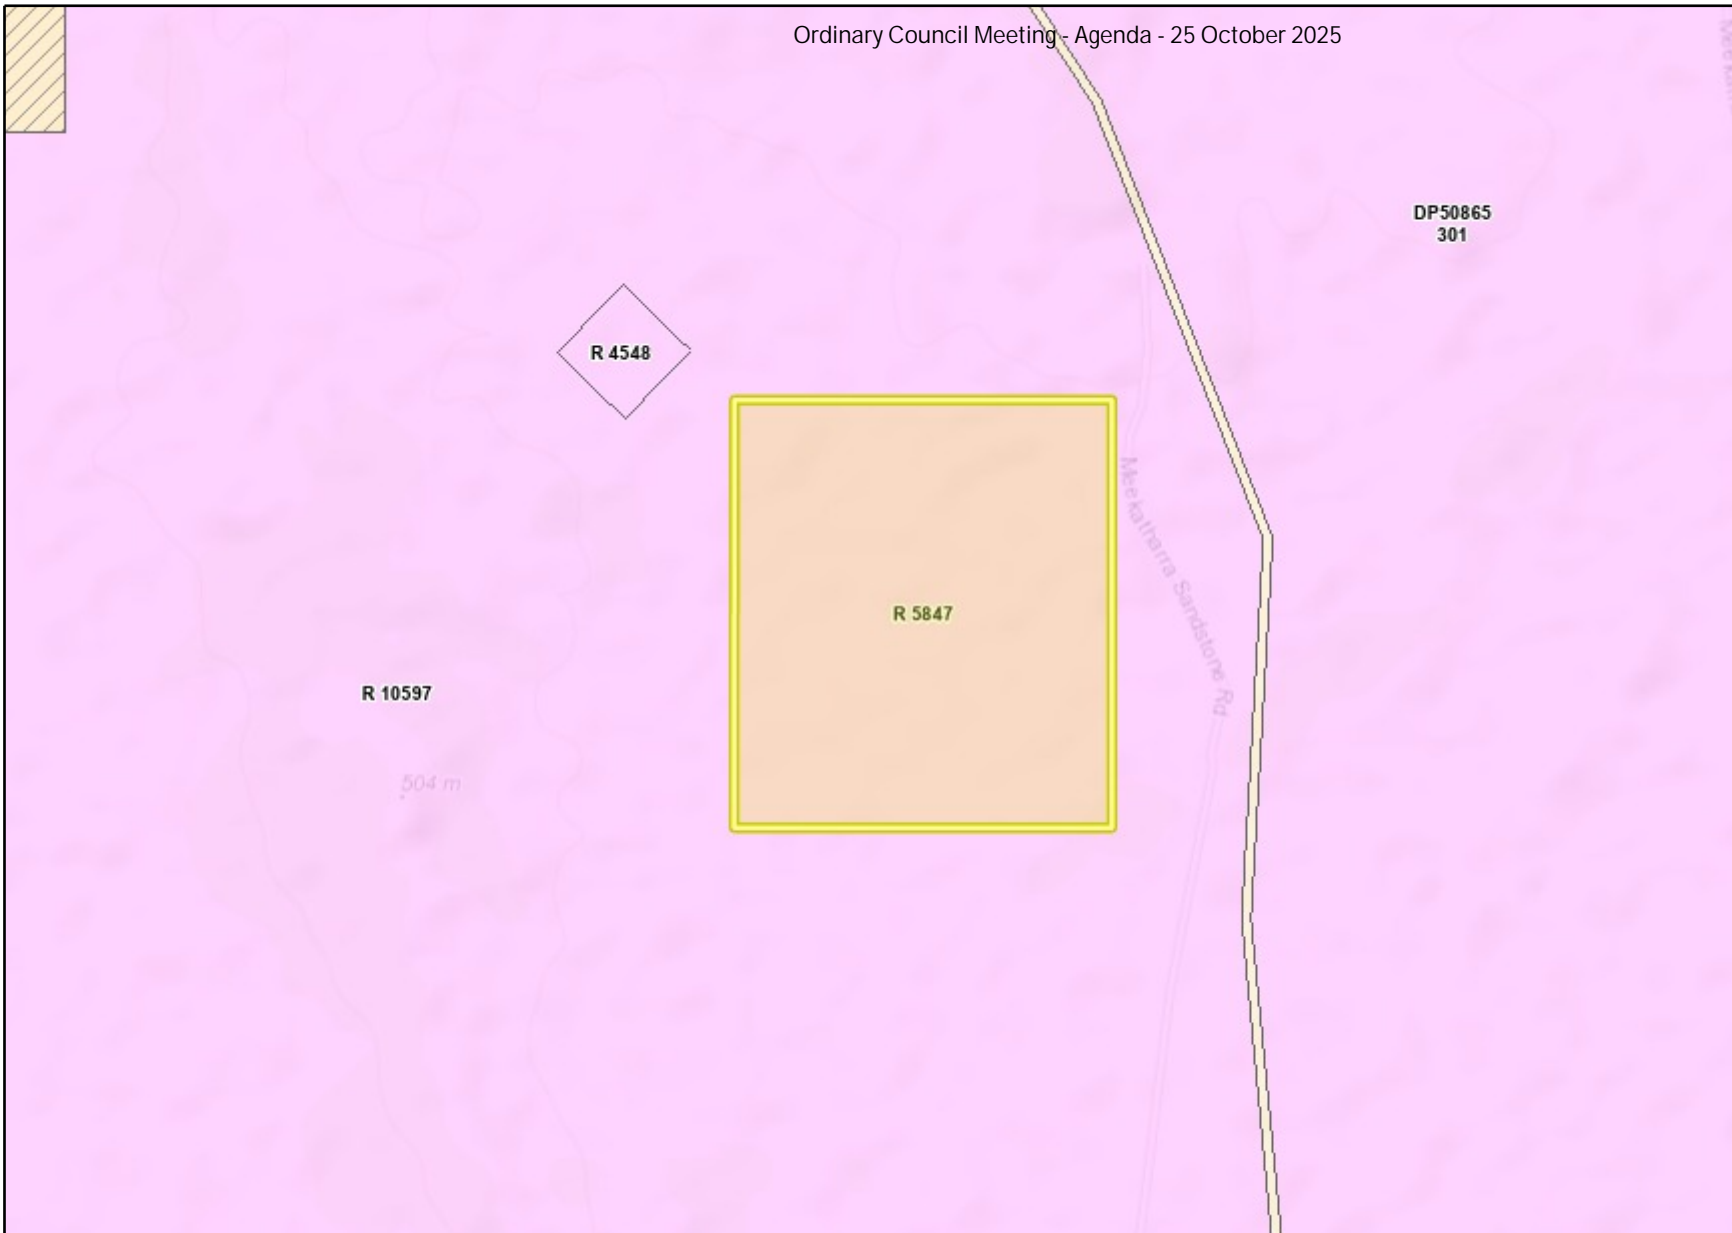 Ordinary Council Meeting - Agenda - 25 October 2025
DP50865
301
R 4548
Meekatharra Sandstone Rd
R 5847
R 10597
504 m